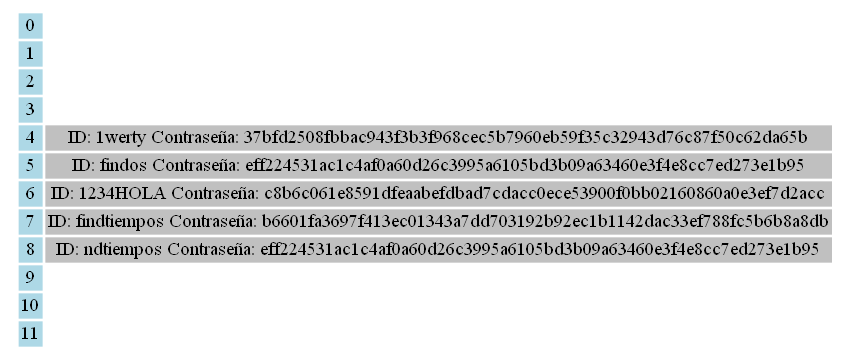 0
1
2
3
4 ID: 1werty Contraseña: 37bfd2508fbbac943f3b3f968cec5b7960eb59f35c32943d76c87f50c62da65b
5 ID: findos Contraseña: eff224531ac1c4af0a60d26c3995a6105bd3b09a63460e3f4e8cc7ed273e1b95
6 ID: 1234HOLA Contraseña: c8b6c061e8591dfeaabefdbad7cdacc0ece53900f0bb02160860a0e3ef7d2acc
7 ID: findtiempos Contraseña: b6601fa3697f413ec01343a7dd703192b92ec1b1142dac33ef788fc5b6b8a8db
8 ID: ndtiempos Contraseña: eff224531ac1c4af0a60d26c3995a6105bd3b09a63460e3f4e8cc7ed273e1b95
9
10
11